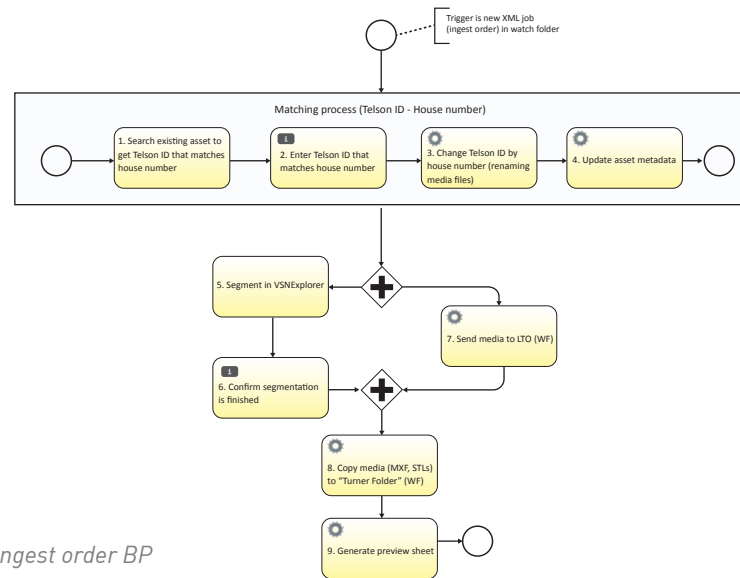 Trigger is new XML job
(ingest order) in watch folder
Matching process (Telson ID - House number)
1. Search existing asset to
get Telson ID that matches
house number
i
2. Enter Telson ID that
matches house number
3. Change Telson ID by
house number (renaming
media files)
4. Update asset metadata
5. Segment in VSNExplorer
7. Send media to LTO (WF)
i
6. Confirm segmentation
is finished
8. Copy media (MXF, STLs)
to “Turner Folder” (WF)
9. Generate preview sheet
ngest order BP